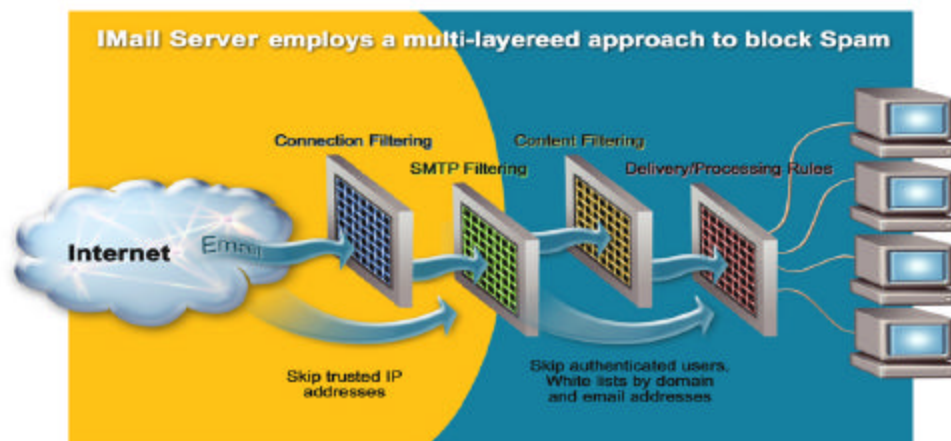 IMail Server employs a multi-layereed approach to block Spam
Connection Filtering
SMTP Filtering
Content Filtering
Delivery/Processing Rules
Internet
Email
Skip trusted IP
addresses
Skip authenticated users,
White lists by domain
and email addresses